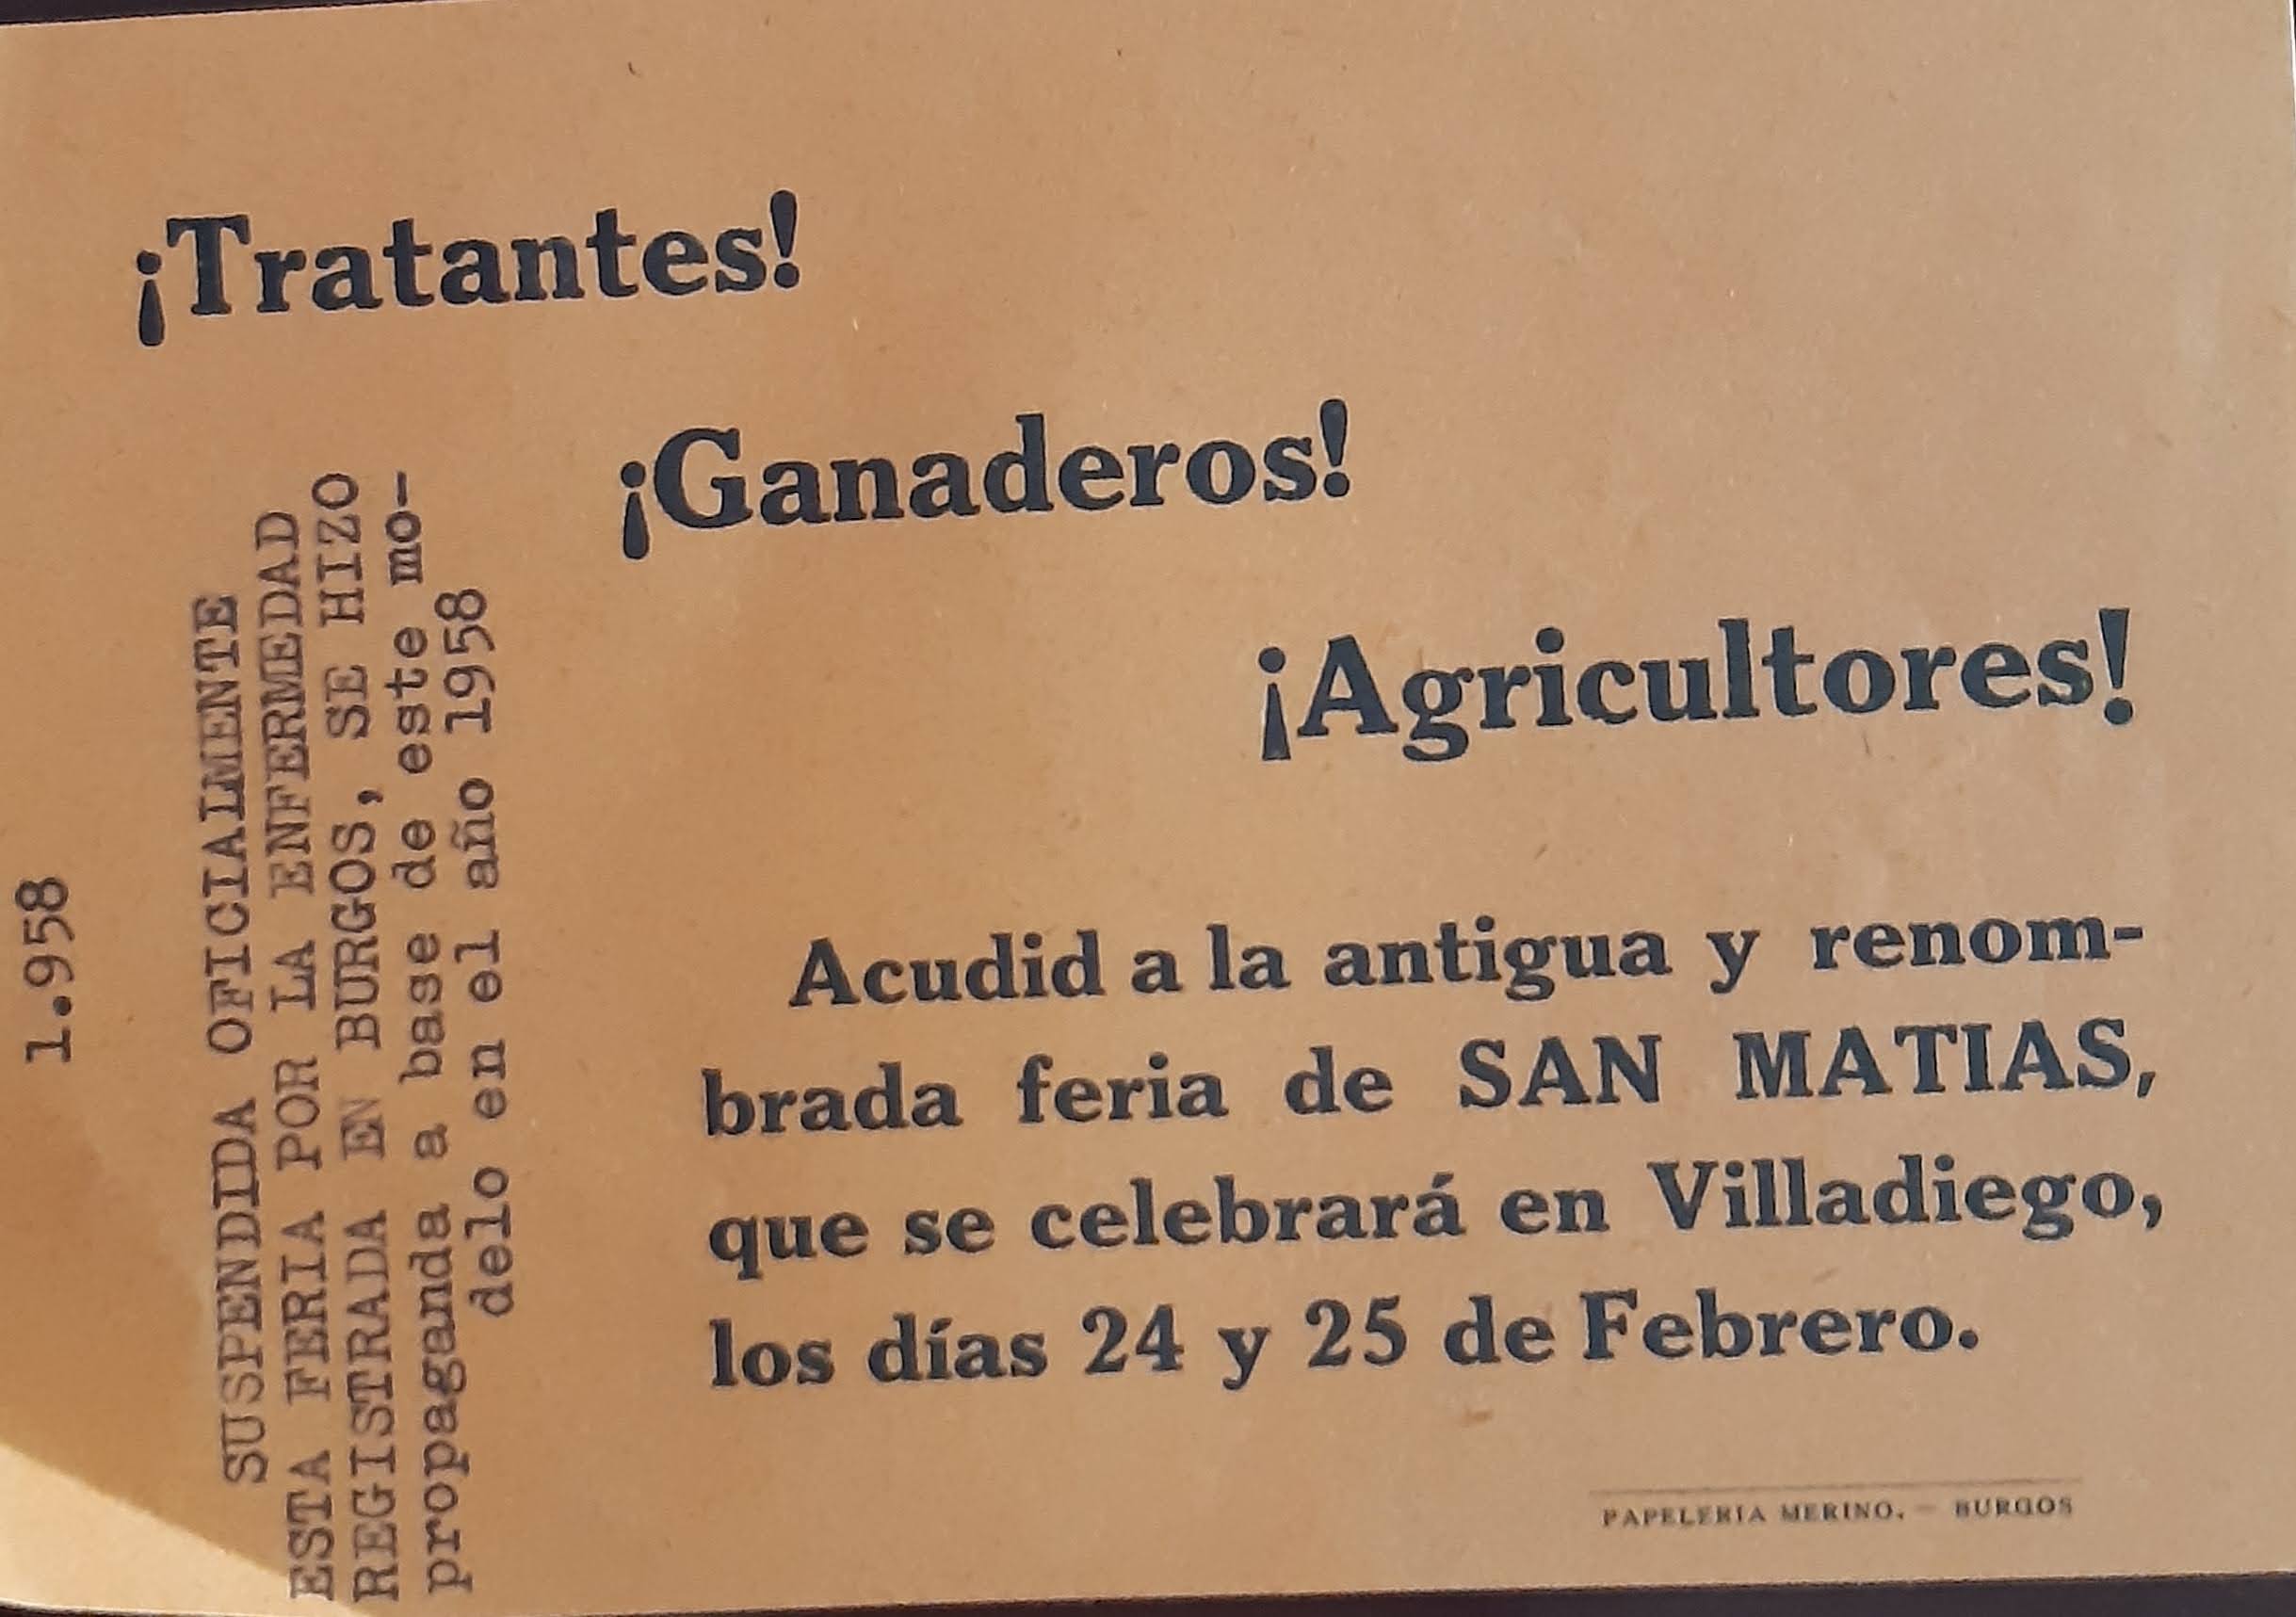 ¡Tratantes!
¡Ganaderos!
¡Agricultores!
Acudid a la antigua y renom-
brada feria de SAN MATIAS,
que se celebrará en Villadiego,
los días 24 y 25 de Febrero.
PAPELERIA MERINO. — BURGOS
1.958
SUSPENDIDA OFICIALMENTE
ESTA FERIA POR LA ENFERMEDAD
REGISTRADA EN BURGOS, SE HIZO
propaganda a base de este mo-
delo en el año 1958